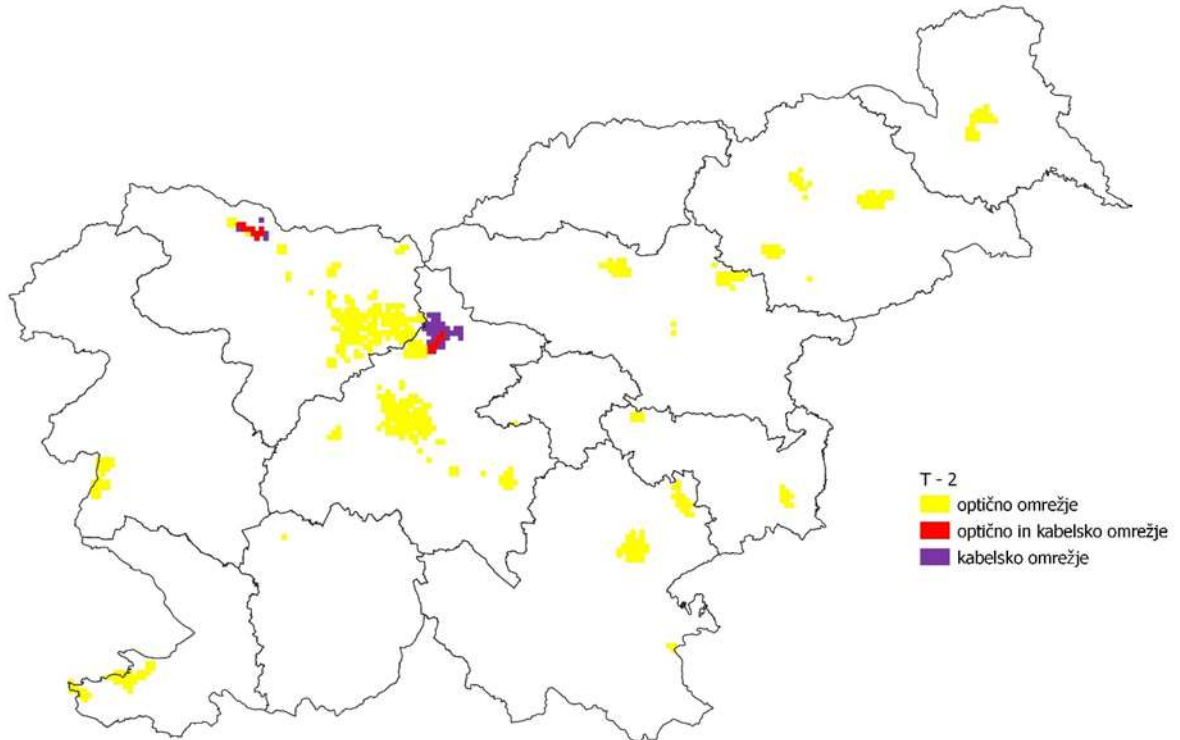 T - 2
optično omrežje
optično in kabelsko omrežje
kabelsko omrežje